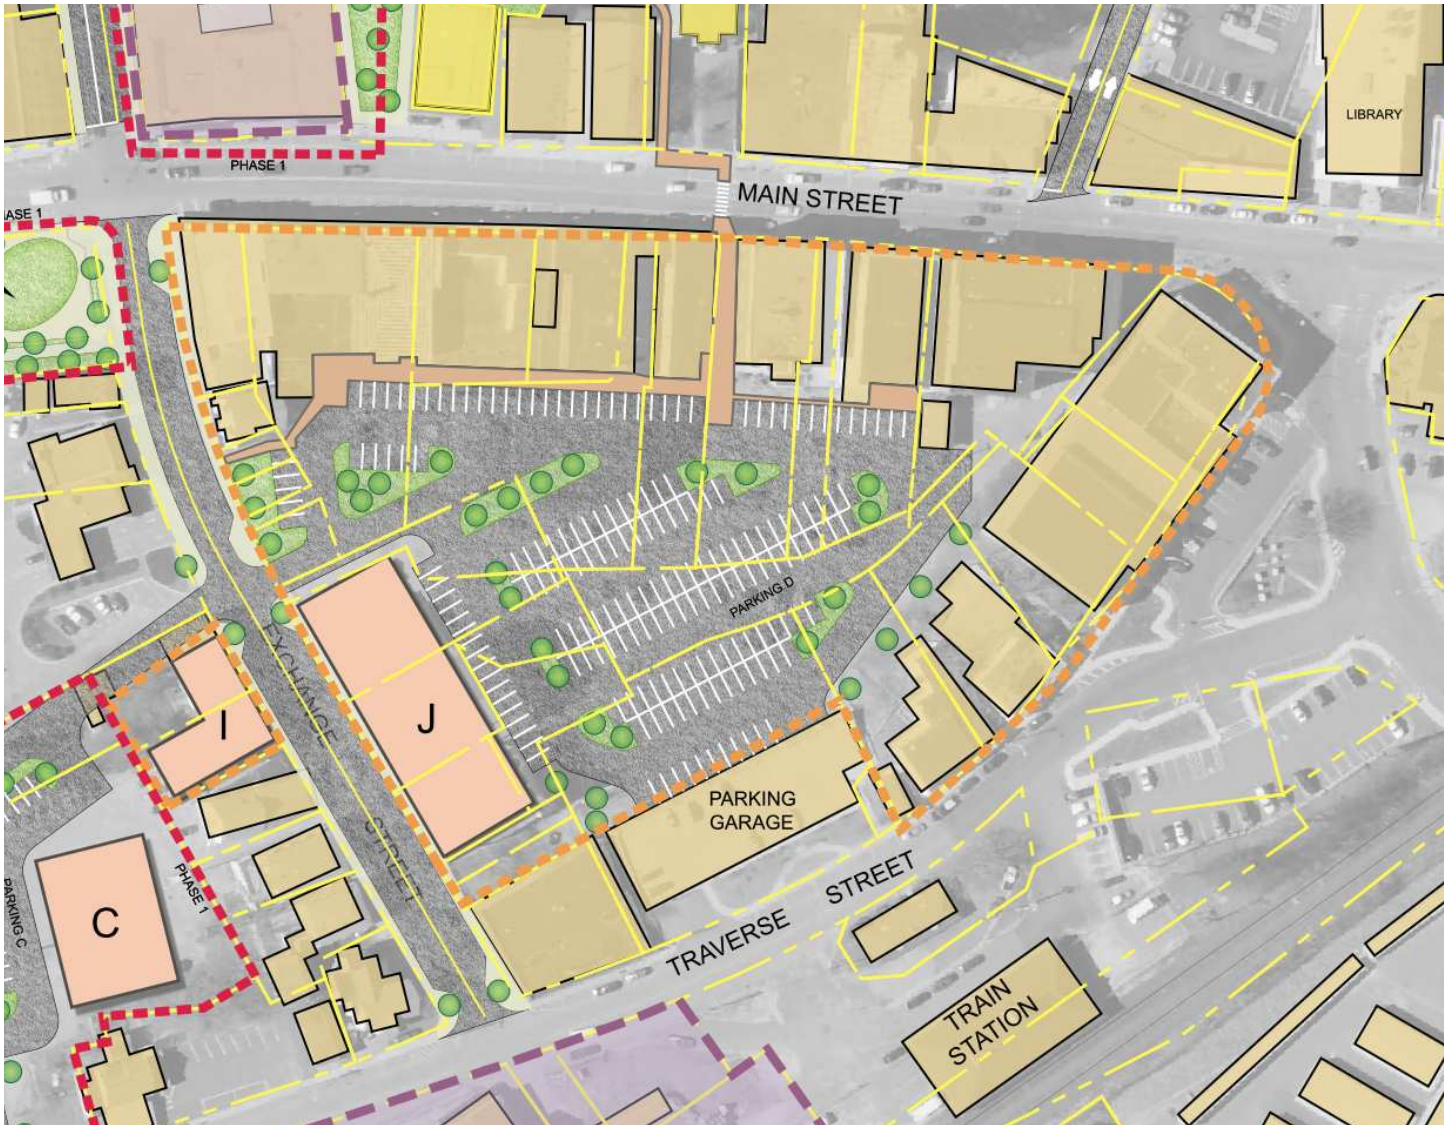 LIBRARY
PHASE 1
MAIN STREET
ASE 1
PARKING D
EXCHANGE
STREET
I
J
PARKING
GARAGE
PHASE 1
PARKING C
C
TRAVERSE STREET
TRAIN
STATION